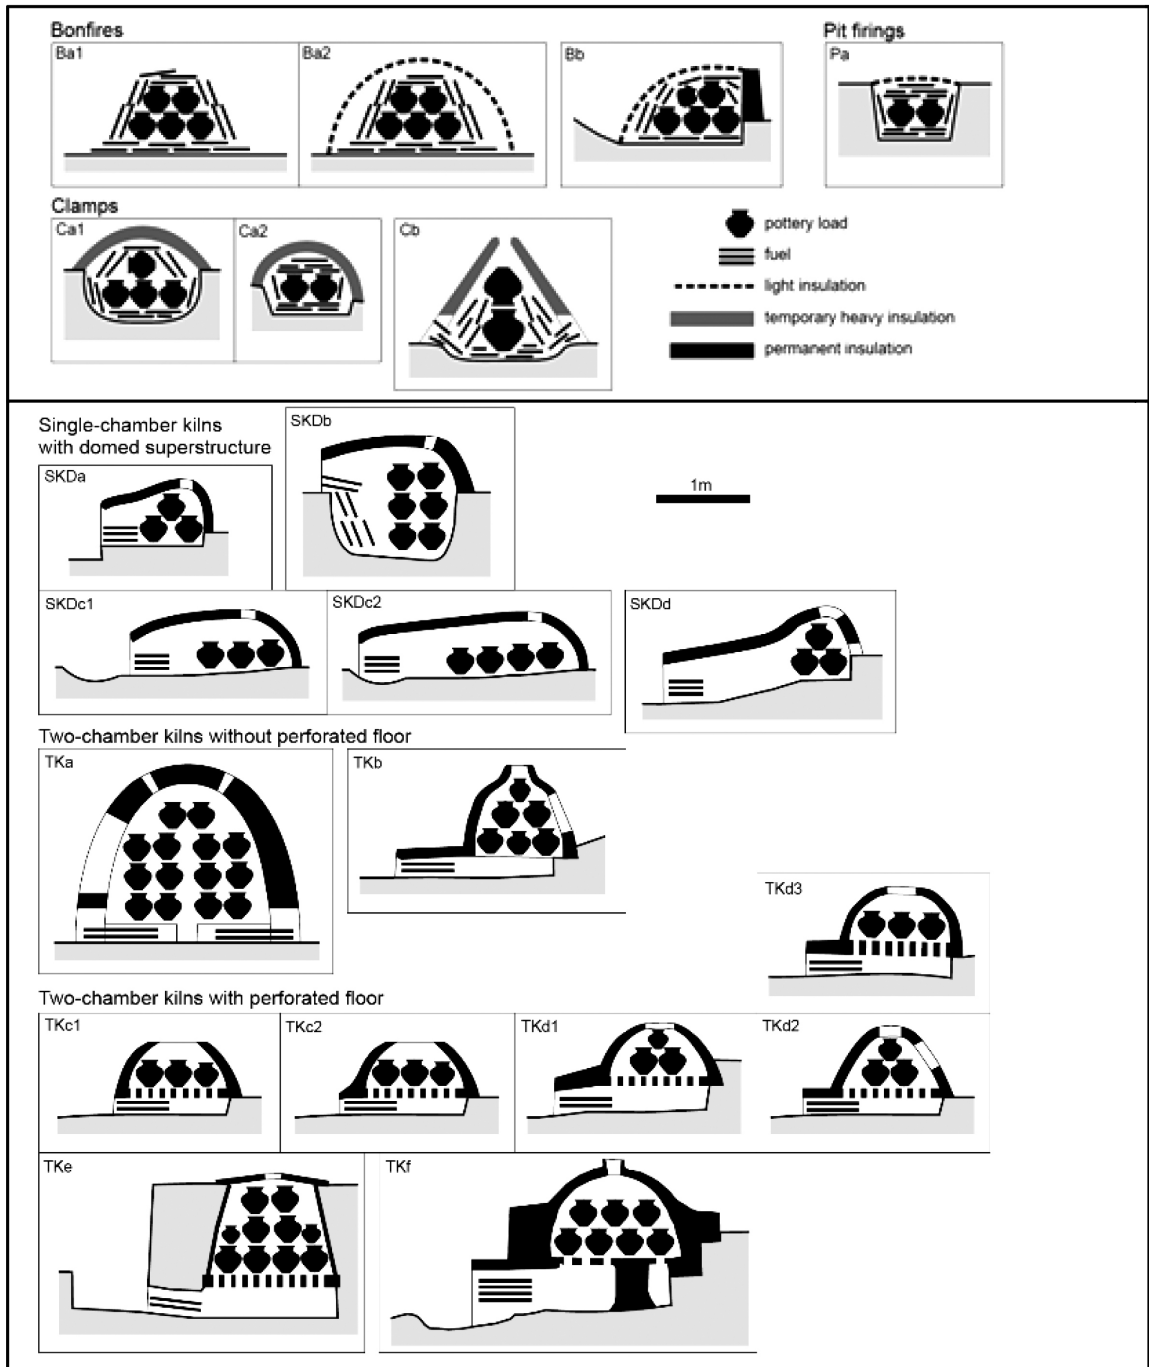 Bonfires
Pit firings
Ba1
Ba2
Bb
Pa
Clamps
Ca1
Ca2
Cb
pottery load
fuel
light insulation
temporary heavy insulation
permanent insulation
Single-chamber kilns
with domed superstructure
SKDa
SKDb
1m
SKDc1
SKDc2
SKDd
Two-chamber kilns without perforated floor
TKa
TKb
TKd3
Two-chamber kilns with perforated floor
TKc1
TKc2
TKd1
TKd2
TKe
TKf